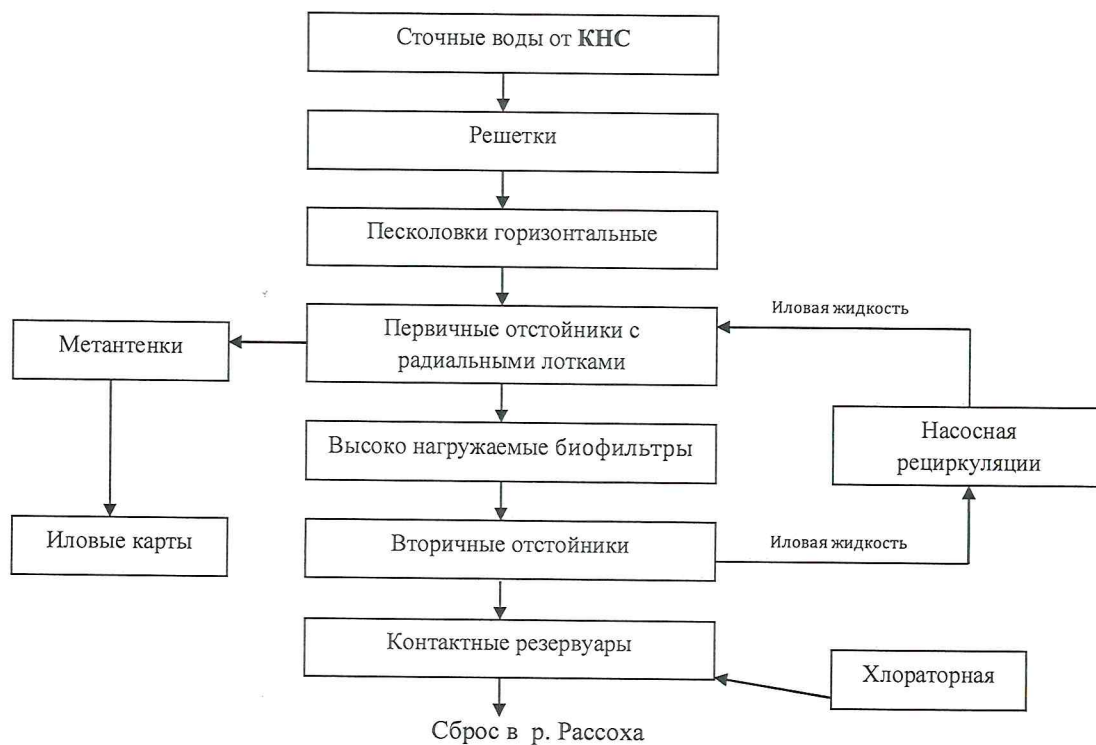 Сточные воды от КНС
Решетки
Песколовки горизонтальные
Иловая жидкость
Первичные отстойники с
радиальными лотками
Метантенки
Высоко нагружаемые биофильтры
Насосная
рециркуляции
Иловые карты
Вторичные отстойники
Иловая жидкость
Контактные резервуары
Хлораторная
Сброс в р. Рассоха